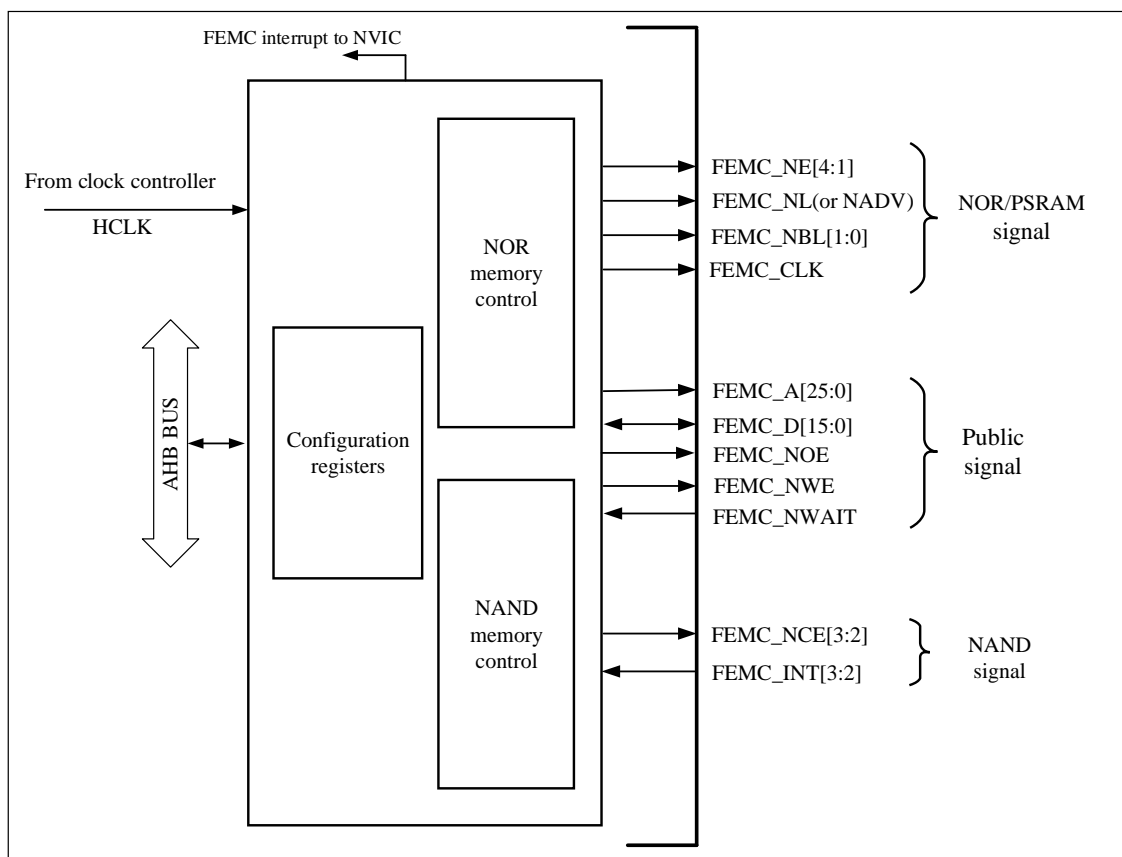 FEMC interrupt to NVIC
From clock controller
HCLK
AHB BUS
Configuration
registers
NOR
memory
control
NAND
memory
control
FEMC_NE[4:1]
FEMC_NL(or NADV)
FEMC_NBL[1:0]
FEMC_CLK
NOR/PSRAM
signal
FEMC_A[25:0]
FEMC_D[15:0]
FEMC_NOE
FEMC_NWE
FEMC_NWAIT
Public
signal
FEMC_NCE[3:2]
FEMC_INT[3:2]
NAND
signal